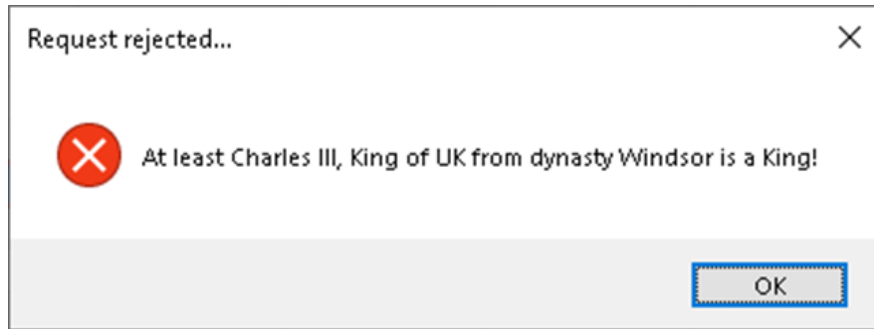 Request rejected...
At least Charles III, King of UK from dynasty Windsor is a King!
OK